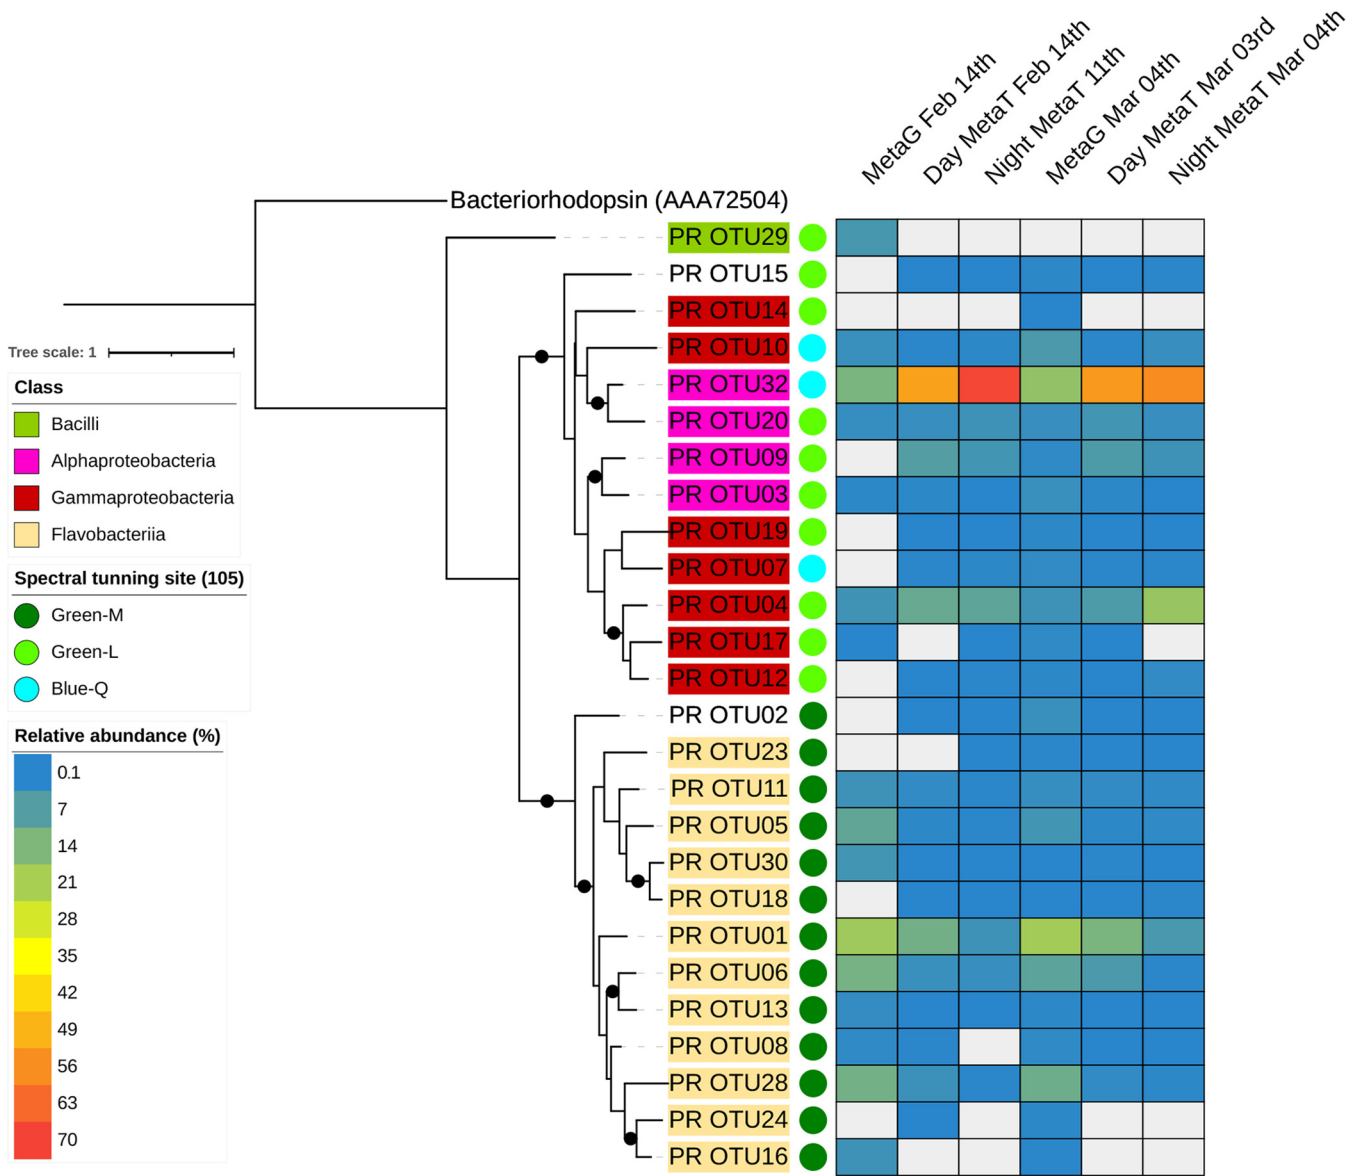 MetaG Feb 14th
Day MetaT Feb 14th
Night MetaT 11th
MetaG Mar 04th
Day MetaT Mar 03rd
Night MetaT Mar 04th
Bacteriorhodopsin (AAA72504)
PR OTU29
PR OTU15
PR OTU14
PR OTU10
PR OTU32
PR OTU20
PR OTU09
PR OTU03
PR OTU19
PR OTU07
PR OTU04
PR OTU17
PR OTU12
PR OTU02
PR OTU23
PR OTU11
PR OTU05
PR OTU30
PR OTU18
PR OTU01
PR OTU06
PR OTU13
PR OTU08
PR OTU28
PR OTU24
PR OTU16
Tree scale: 1
Class
Bacilli
Alphaproteobacteria
Gammaproteobacteria
Flavobacteriia
Spectral tunning site (105)
Green-M
Green-L
Blue-Q
Relative abundance (%)
0.1
7
14
21
28
35
42
49
56
63
70